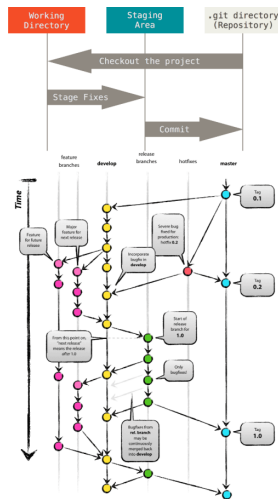 Working
Directory
Staging
Area
.git directory
(Repository)
Checkout the project
Stage Fixes
Commit
feature
branches
develop
release
branches
hotfixes
master
Time
Tag
0.1
Feature
for future
release
Major
feature for
next release
Severe bug
fixed for
production:
hotfix 0.2
Incorporate
bugfix in
develop
Tag
0.2
Start of
release
branch for
1.0
From this point on,
"next release"
means the release
after 1.0
Only
bugfixes!
Bugfixes from
rel. branch
may be
continuously
merged back
into develop
Tag
1.0